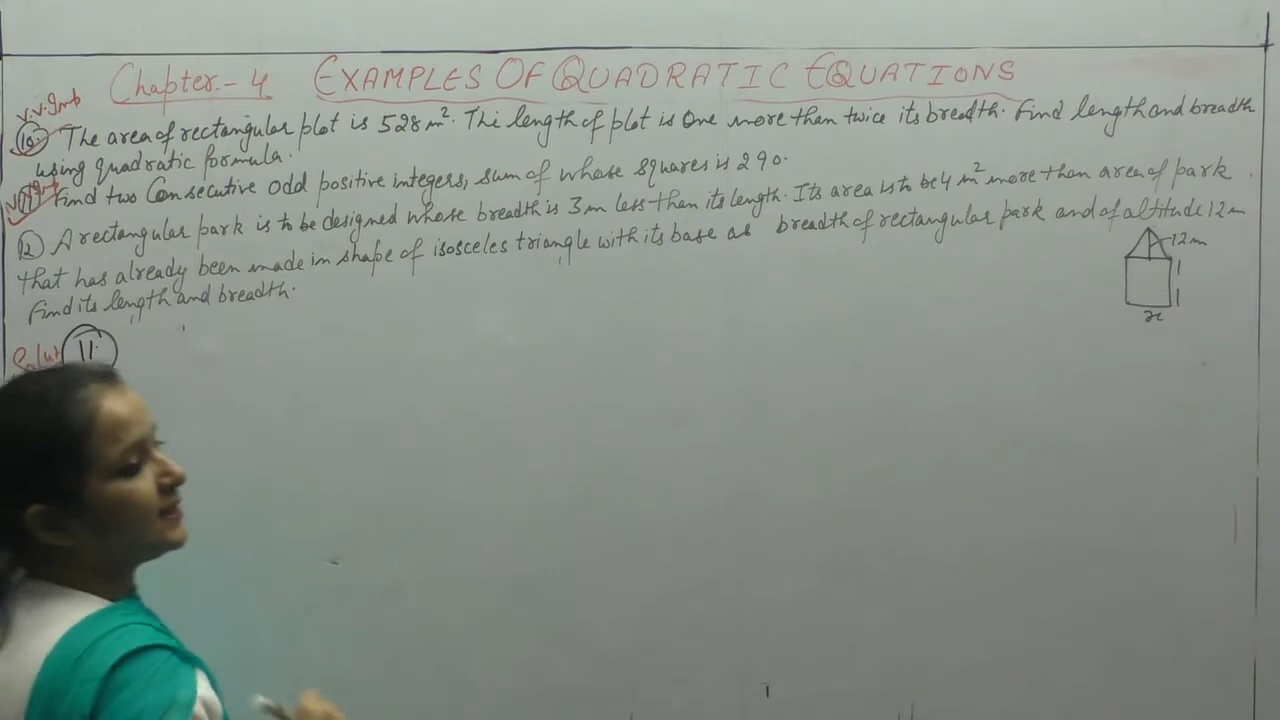 Chapter-4 EXAMPLES OF QUADRATIC EQUATIONS
V.V.Imp
10 The area of rectangular plot is 528 m². The length of plot is one more than twice its breadth. Find length and breadth
using quadratic formula.
11 Find two Consecutive odd positive integers, sum of whose squares is 290.
12 A rectangular park is to be designed whose breadth is 3m less than its length. Its area is to be 4 m² more than area of park
that has already been made in shape of isosceles triangle with its base as breadth of rectangular park and of altitude 12m
Find its length and breadth.
12m
x
11.